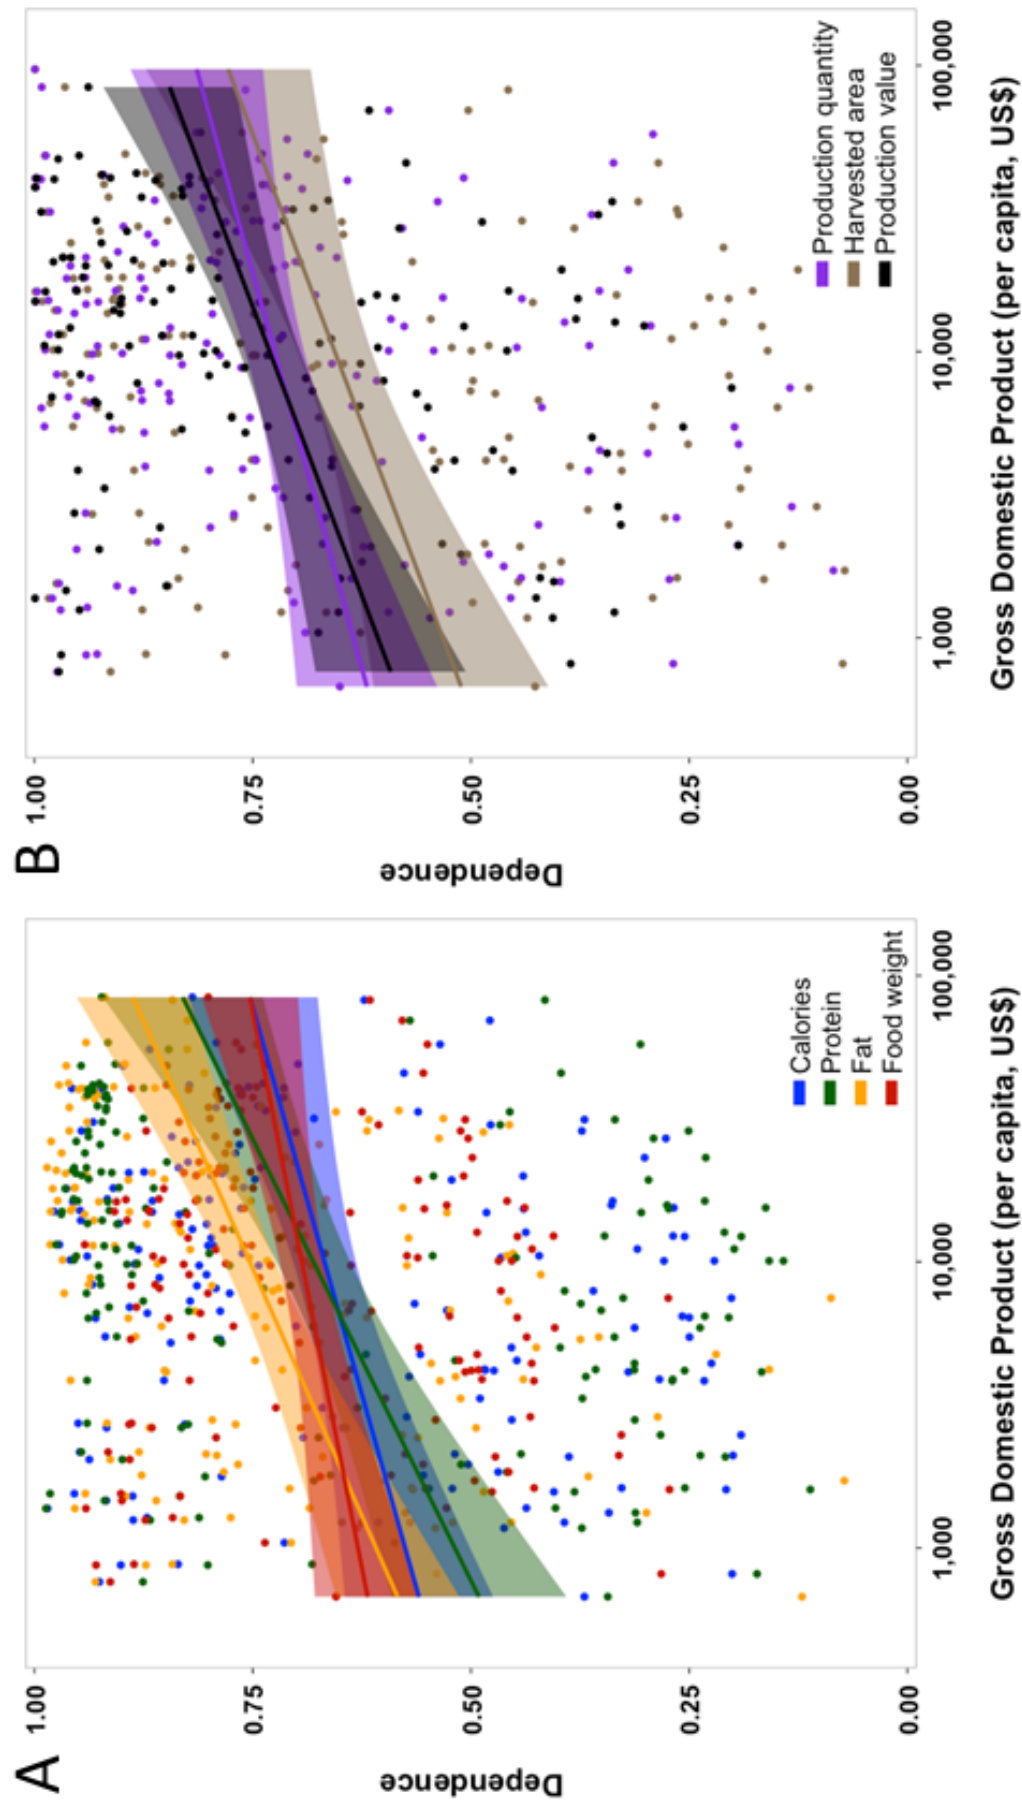 A
Dependence
1.00
0.75
0.50
0.25
0.00
1,000
10,000
100,000
Gross Domestic Product (per capita, US$)
Calories
Protein
Fat
Food weight
B
Dependence
1.00
0.75
0.50
0.25
0.00
1,000
10,000
100,000
Gross Domestic Product (per capita, US$)
Production quantity
Harvested area
Production value